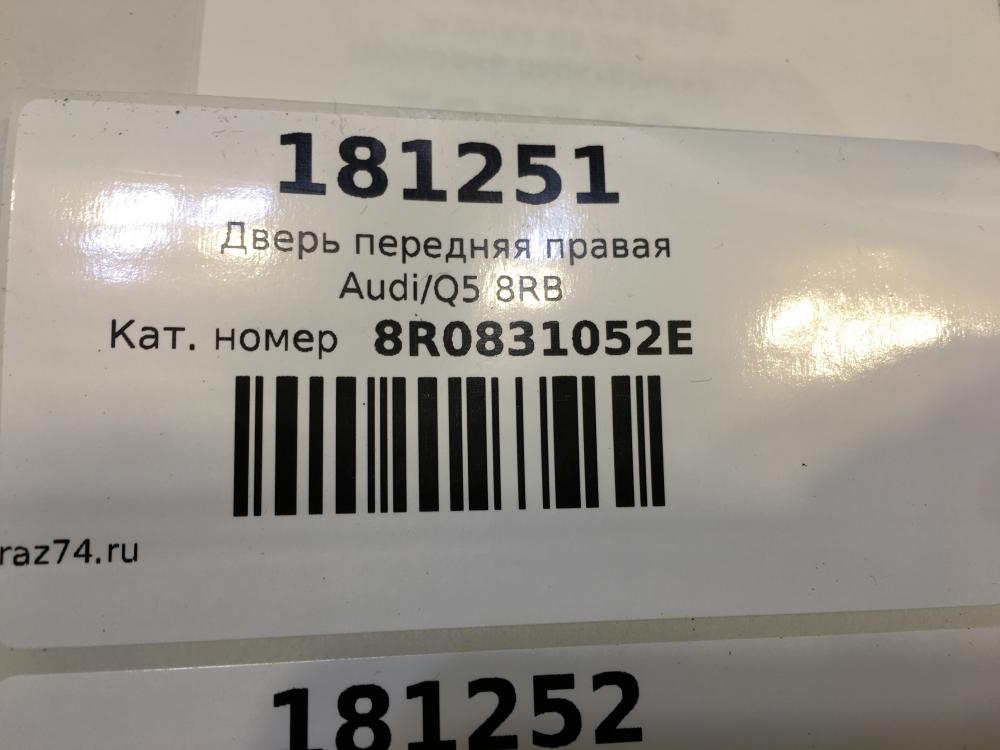 181251
Дверь передняя правая
Audi/Q5 8RB
Кат. номер 8R0831052E
raz74.ru
181252